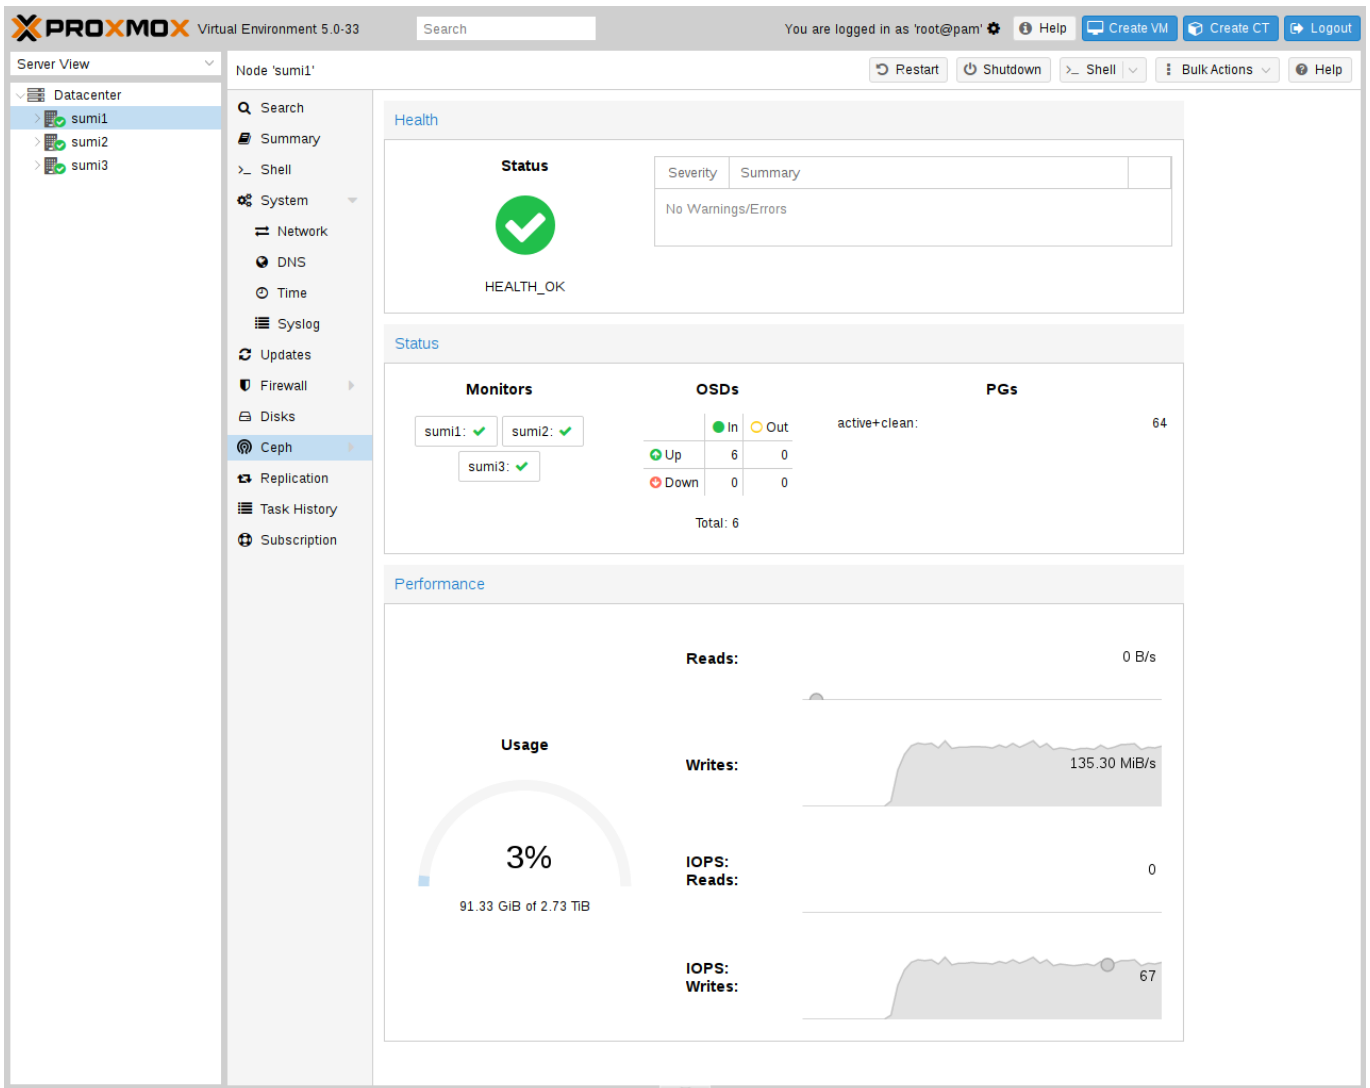 PROXMOX Virtual Environment 5.0-33 Search You are logged in as 'root@pam' Help Create VM Create CT Logout
Server View
Datacenter
sumi1
sumi2
sumi3
Node 'sumi1' Restart Shutdown >_ Shell Bulk Actions Help
Search
Summary
>_ Shell
System
Network
DNS
Time
Syslog
Updates
Firewall
Disks
Ceph
Replication
Task History
Subscription
Health
Status
HEALTH_OK
Severity Summary
No Warnings/Errors
Status
Monitors
sumi1: sumi2:
sumi3:
OSDs
In Out
Up 6 0
Down 0 0
Total: 6
PGs
active+clean: 64
Performance
Usage
3%
91.33 GiB of 2.73 TiB
Reads: 0 B/s
Writes: 135.30 MiB/s
IOPS:
Reads: 0
IOPS:
Writes: 67